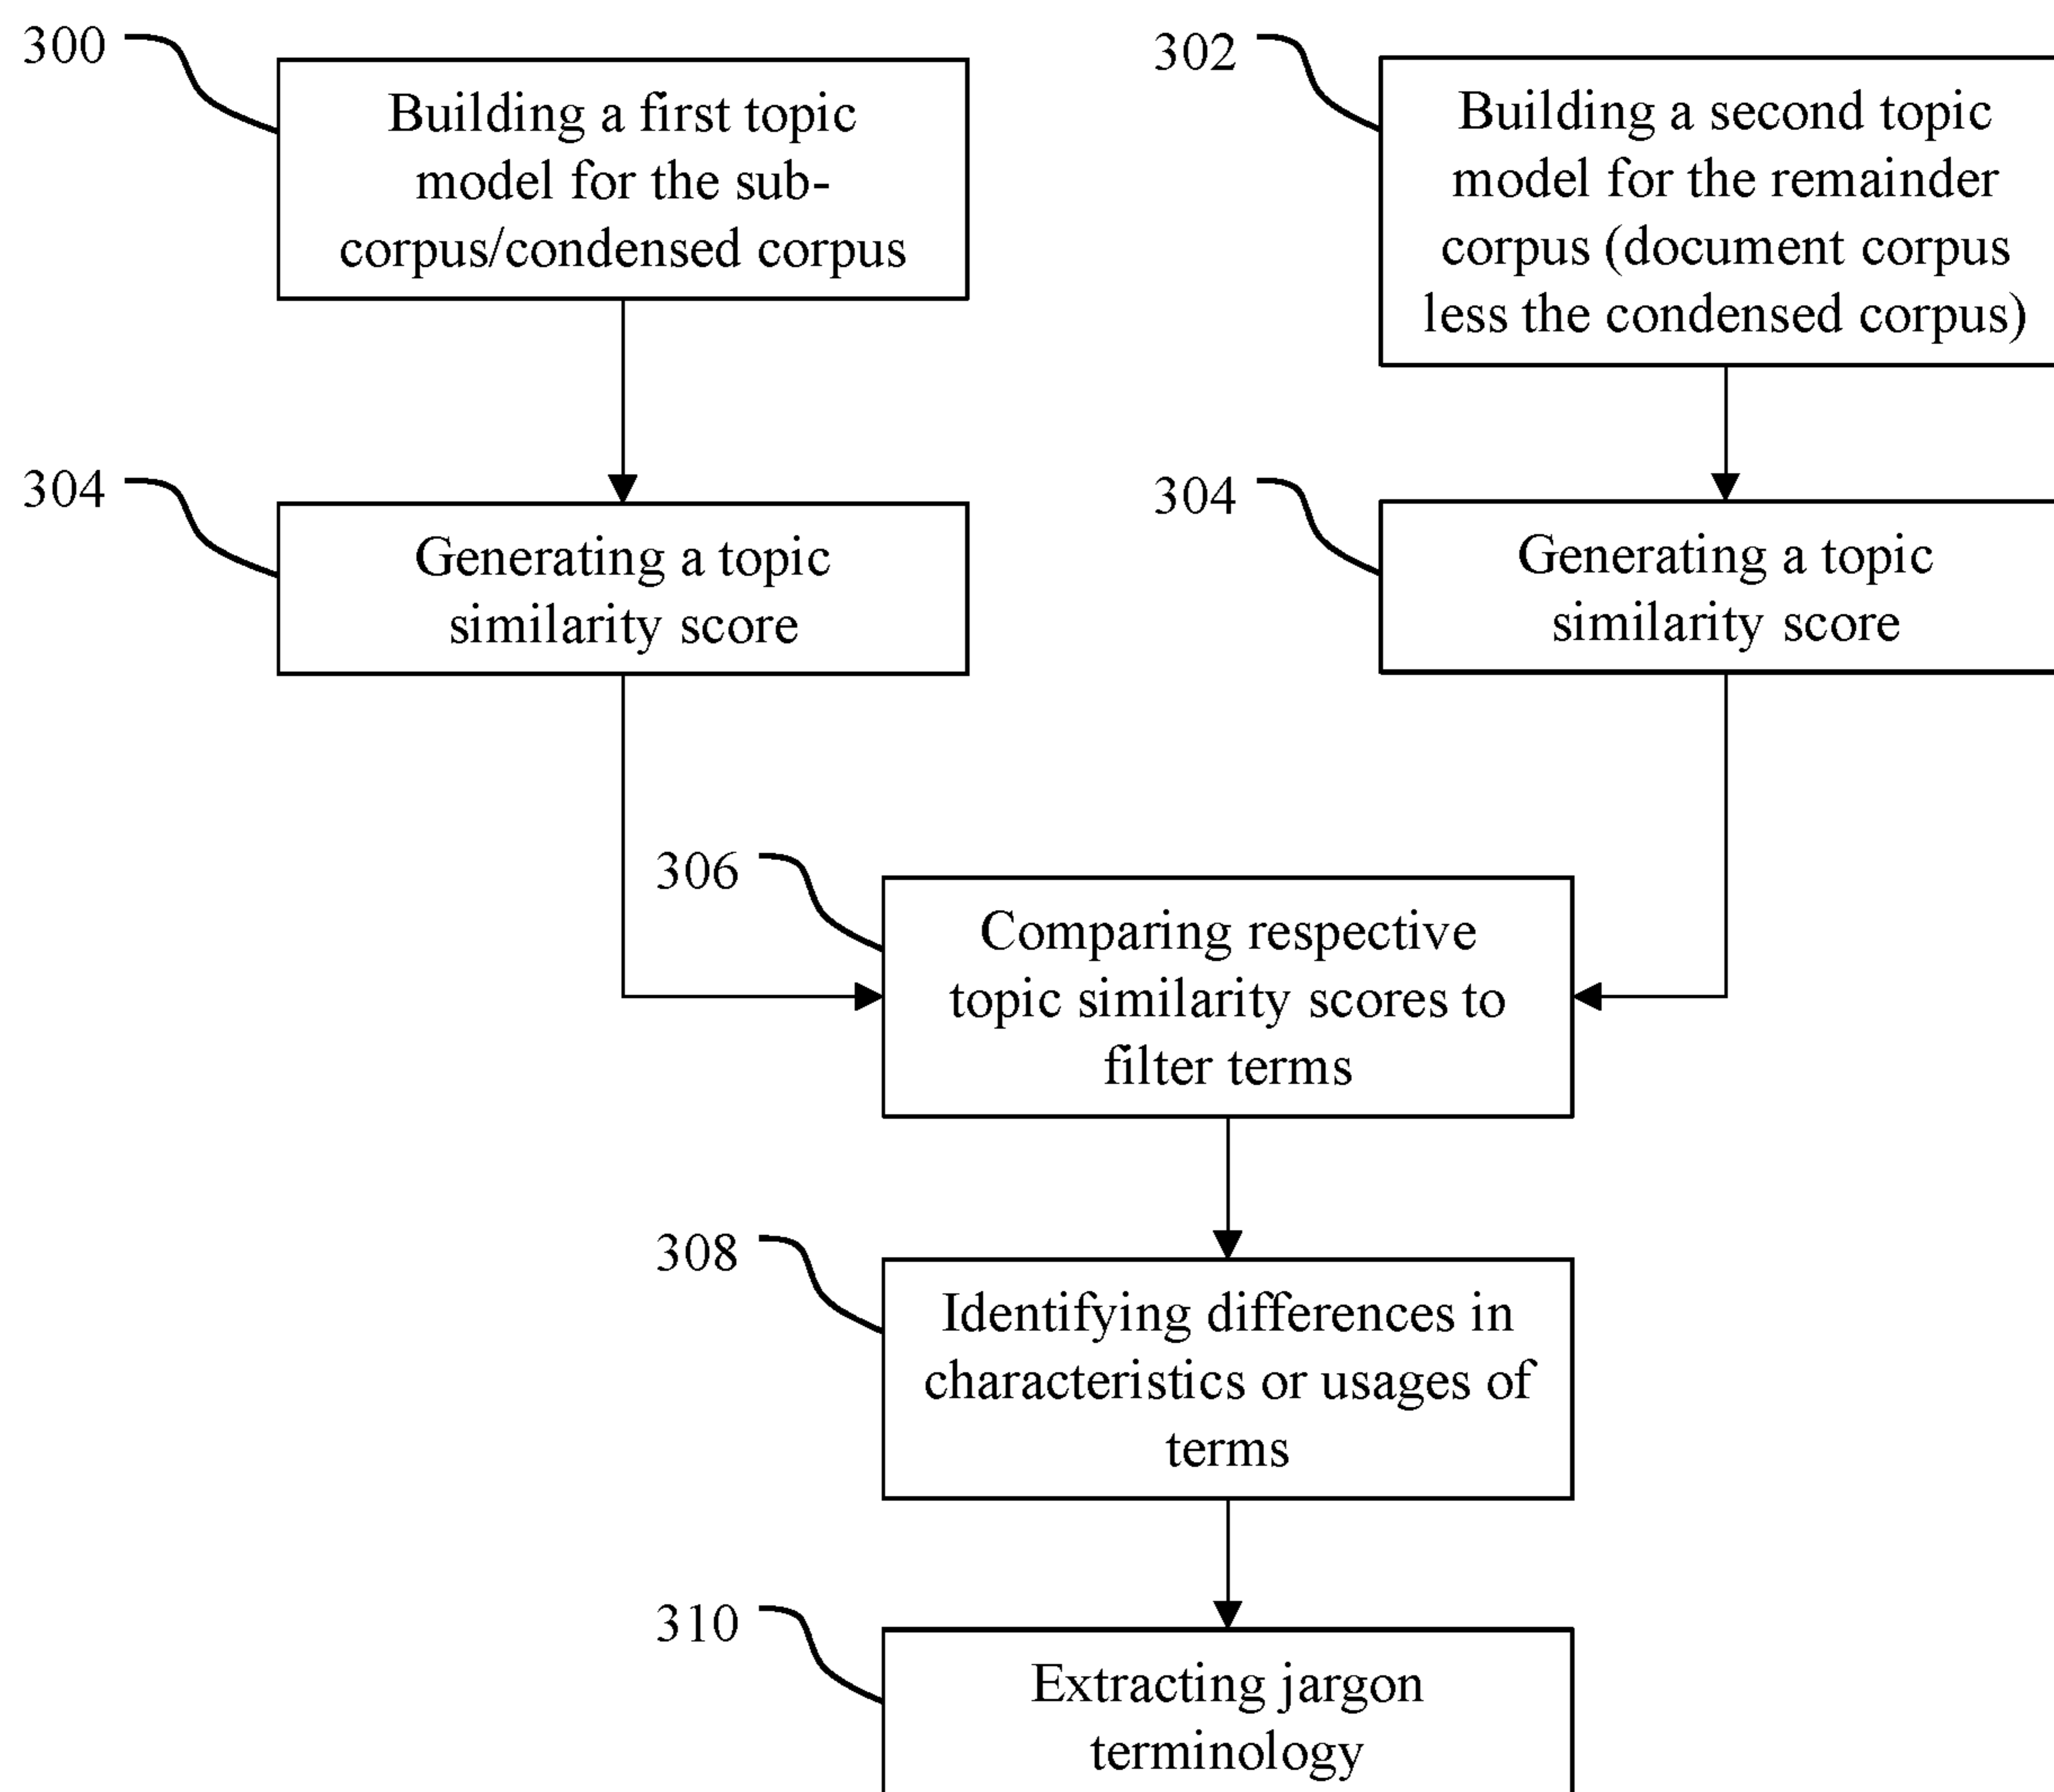 300
Building a first topic
model for the sub-
corpus/condensed corpus
302
Building a second topic
model for the remainder
corpus (document corpus
less the condensed corpus)
304
Generating a topic
similarity score
304
Generating a topic
similarity score
306
Comparing respective
topic similarity scores to
filter terms
308
Identifying differences in
characteristics or usages of
terms
310
Extracting jargon
terminology